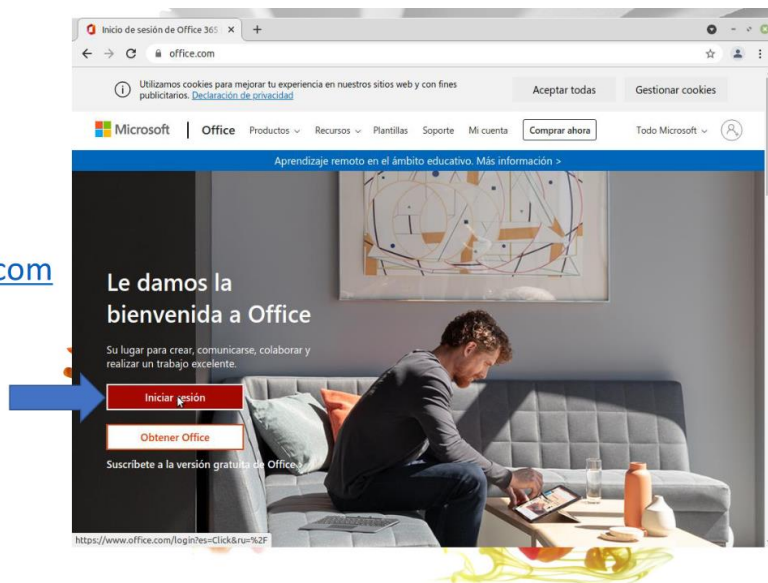 Inicio de sesión de Office 365
office.com
Utilizamos cookies para mejorar tu experiencia en nuestros sitios web y con fines
publicitarios. Declaración de privacidad
Aceptar todas
Gestionar cookies
Microsoft
Office
Productos
Recursos
Plantillas
Soporte
Mi cuenta
Comprar ahora
Todo Microsoft
Aprendizaje remoto en el ámbito educativo. Más información >
com
Le damos la
bienvenida a Office
Su lugar para crear, comunicarse, colaborar y
realizar un trabajo excelente.
Iniciar sesión
Obtener Office
Suscríbete a la versión gratuita de Office >
https://www.office.com/login?es=Click&ru=%2F